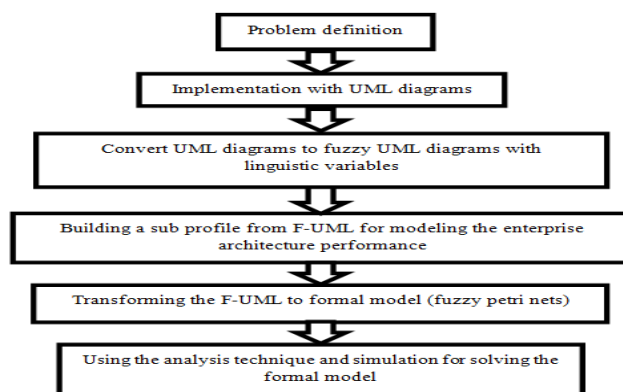 Problem definition
Implementation with UML diagrams
Convert UML diagrams to fuzzy UML diagrams with
linguistic variables
Building a sub profile from F-UML for modeling the enterprise
architecture performance
Transforming the F-UML to formal model (fuzzy petri nets)
Using the analysis technique and simulation for solving the
formal model